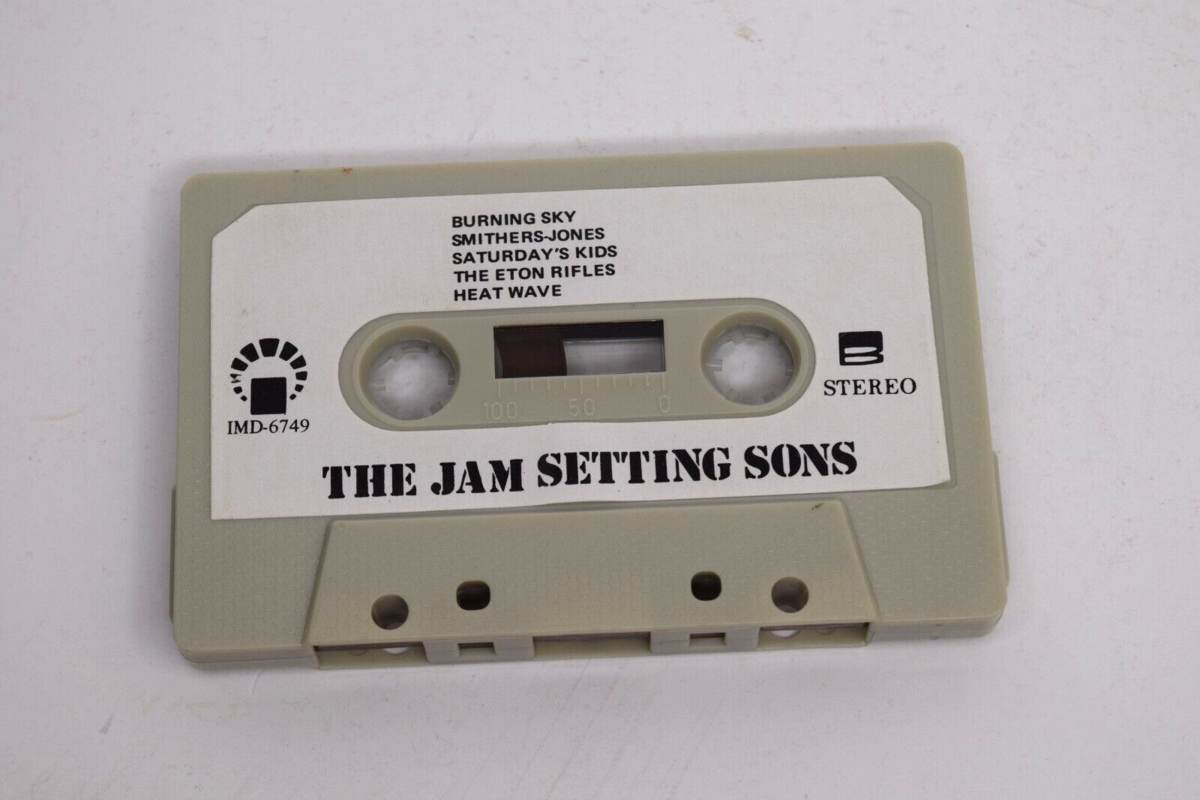 BURNING SKY
SMITHERS-JONES
SATURDAY'S KIDS
THE ETON RIFLES
HEAT WAVE
B
STEREO
IMD-6749
100 50 0
THE JAM SETTING SONS